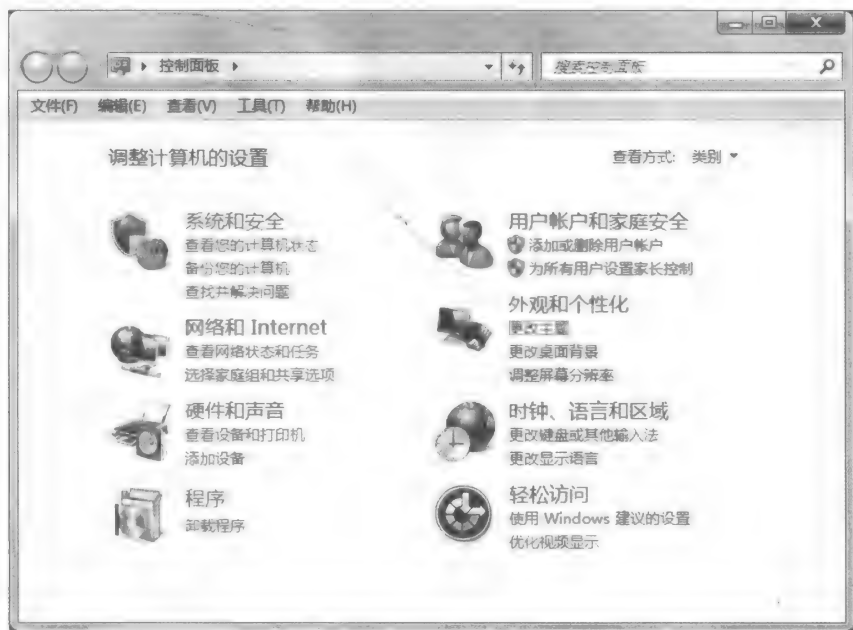 控制面板
搜索控制面板
文件(F) 编辑(E) 查看(V) 工具(T) 帮助(H)
调整计算机的设置
查看方式: 类别
系统和安全
查看您的计算机状态
备份您的计算机
查找并解决问题
网络和 Internet
查看网络状态和任务
选择家庭组和共享选项
硬件和声音
查看设备和打印机
添加设备
程序
卸载程序
用户帐户和家庭安全
添加或删除用户帐户
为所有用户设置家长控制
外观和个性化
更改主题
更改桌面背景
调整屏幕分辨率
时钟、语言和区域
更改键盘或其他输入法
更改显示语言
轻松访问
使用 Windows 建议的设置
优化视频显示